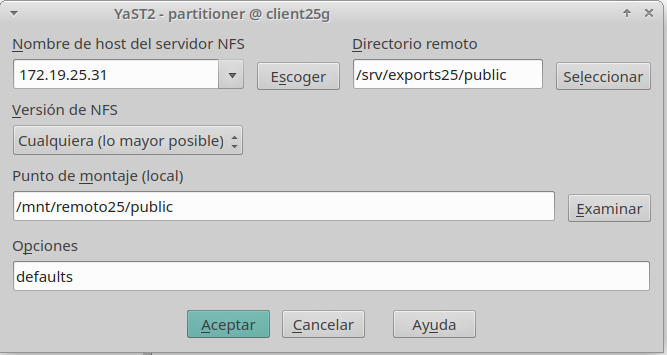 YaST2 - partitioner @ client25g
Nombre de host del servidor NFS
Directorio remoto
172.19.25.31
Escoger
/srv/exports25/public
Seleccionar
Versión de NFS
Cualquiera (lo mayor posible)
Punto de montaje (local)
/mnt/remoto25/public
Examinar
Opciones
defaults
Aceptar
Cancelar
Ayuda